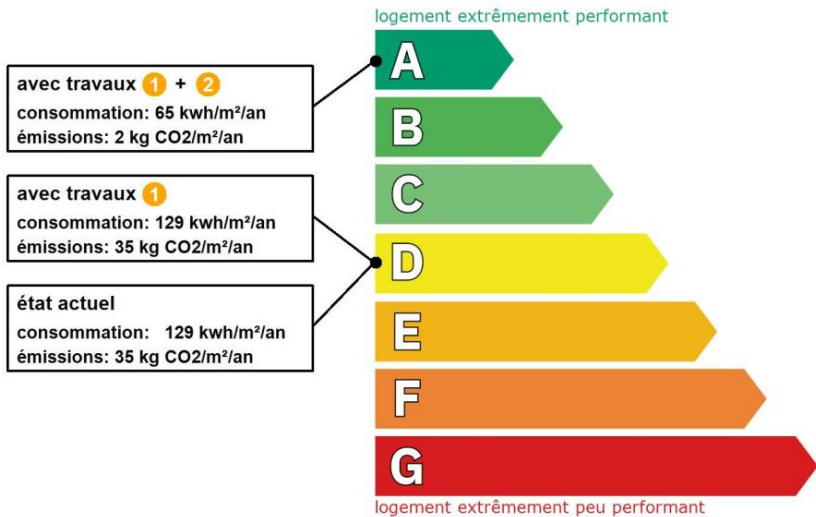 logement extrêmement performant
avec travaux 1 + 2
consommation: 65 kwh/m²/an
émissions: 2 kg CO2/m²/an
avec travaux 1
consommation: 129 kwh/m²/an
émissions: 35 kg CO2/m²/an
état actuel
consommation: 129 kwh/m²/an
émissions: 35 kg CO2/m²/an
A
B
C
D
E
F
G
logement extrêmement peu performant